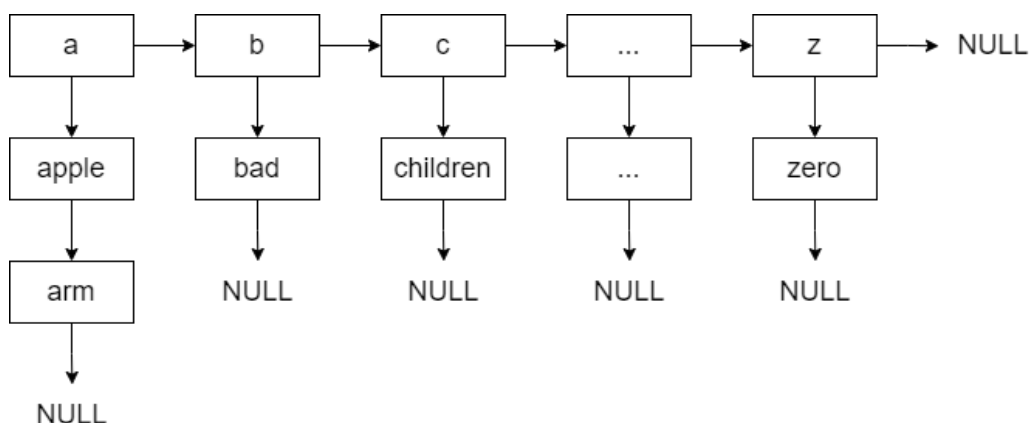 a b c ... z NULL
apple bad children ... zero
arm NULL NULL NULL NULL
NULL